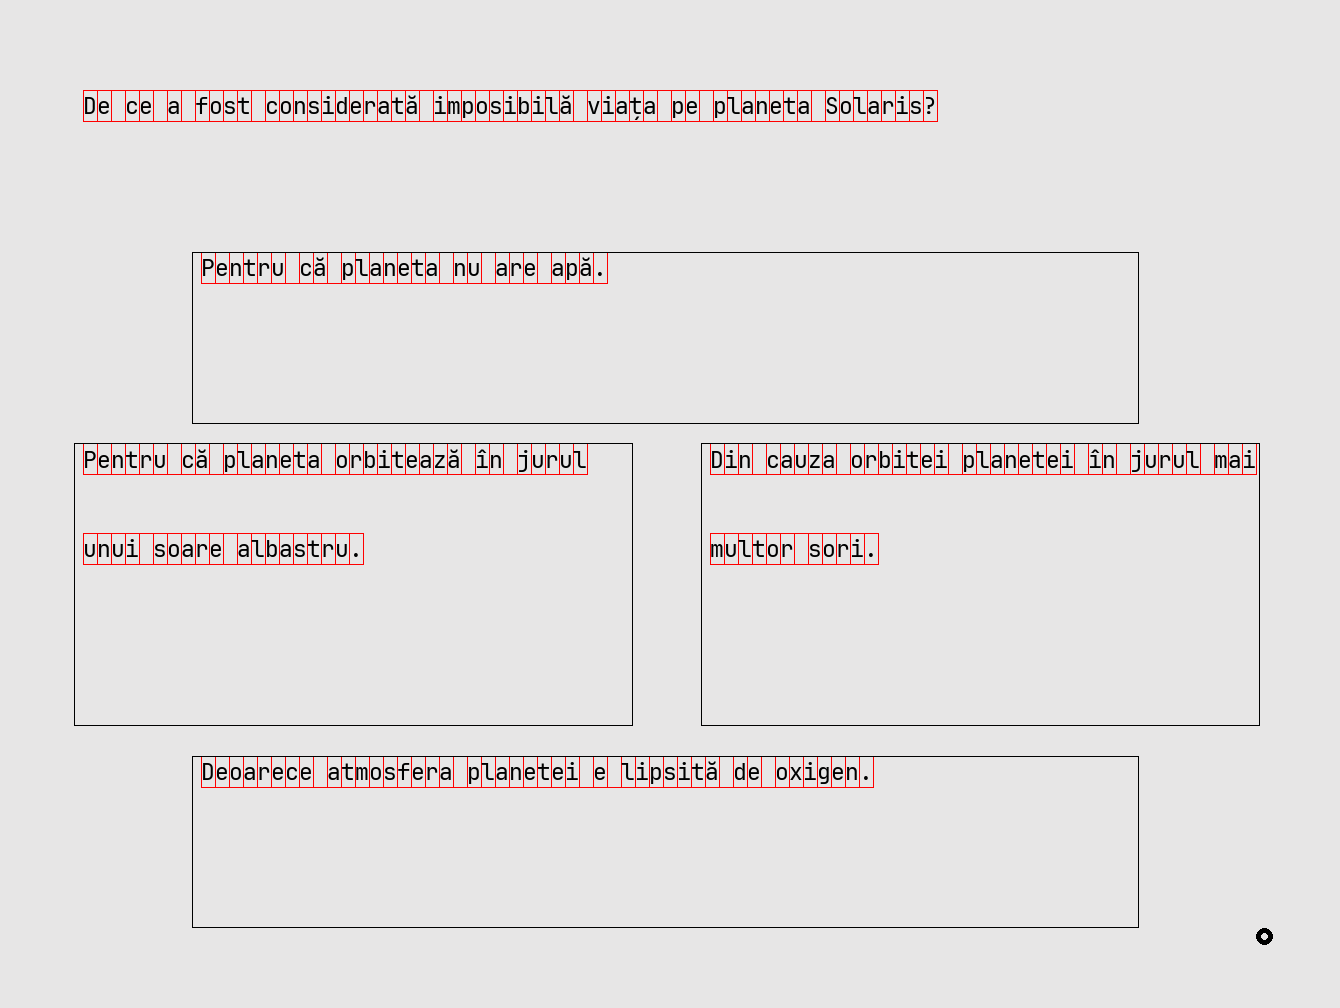 De ce a fost considerată imposibilă viața pe planeta Solaris?
Pentru că planeta nu are apă.
Pentru că planeta orbitează în jurul
unui soare albastru.
Din cauza orbitei planetei în jurul mai
multor sori.
Deoarece atmosfera planetei e lipsită de oxigen.